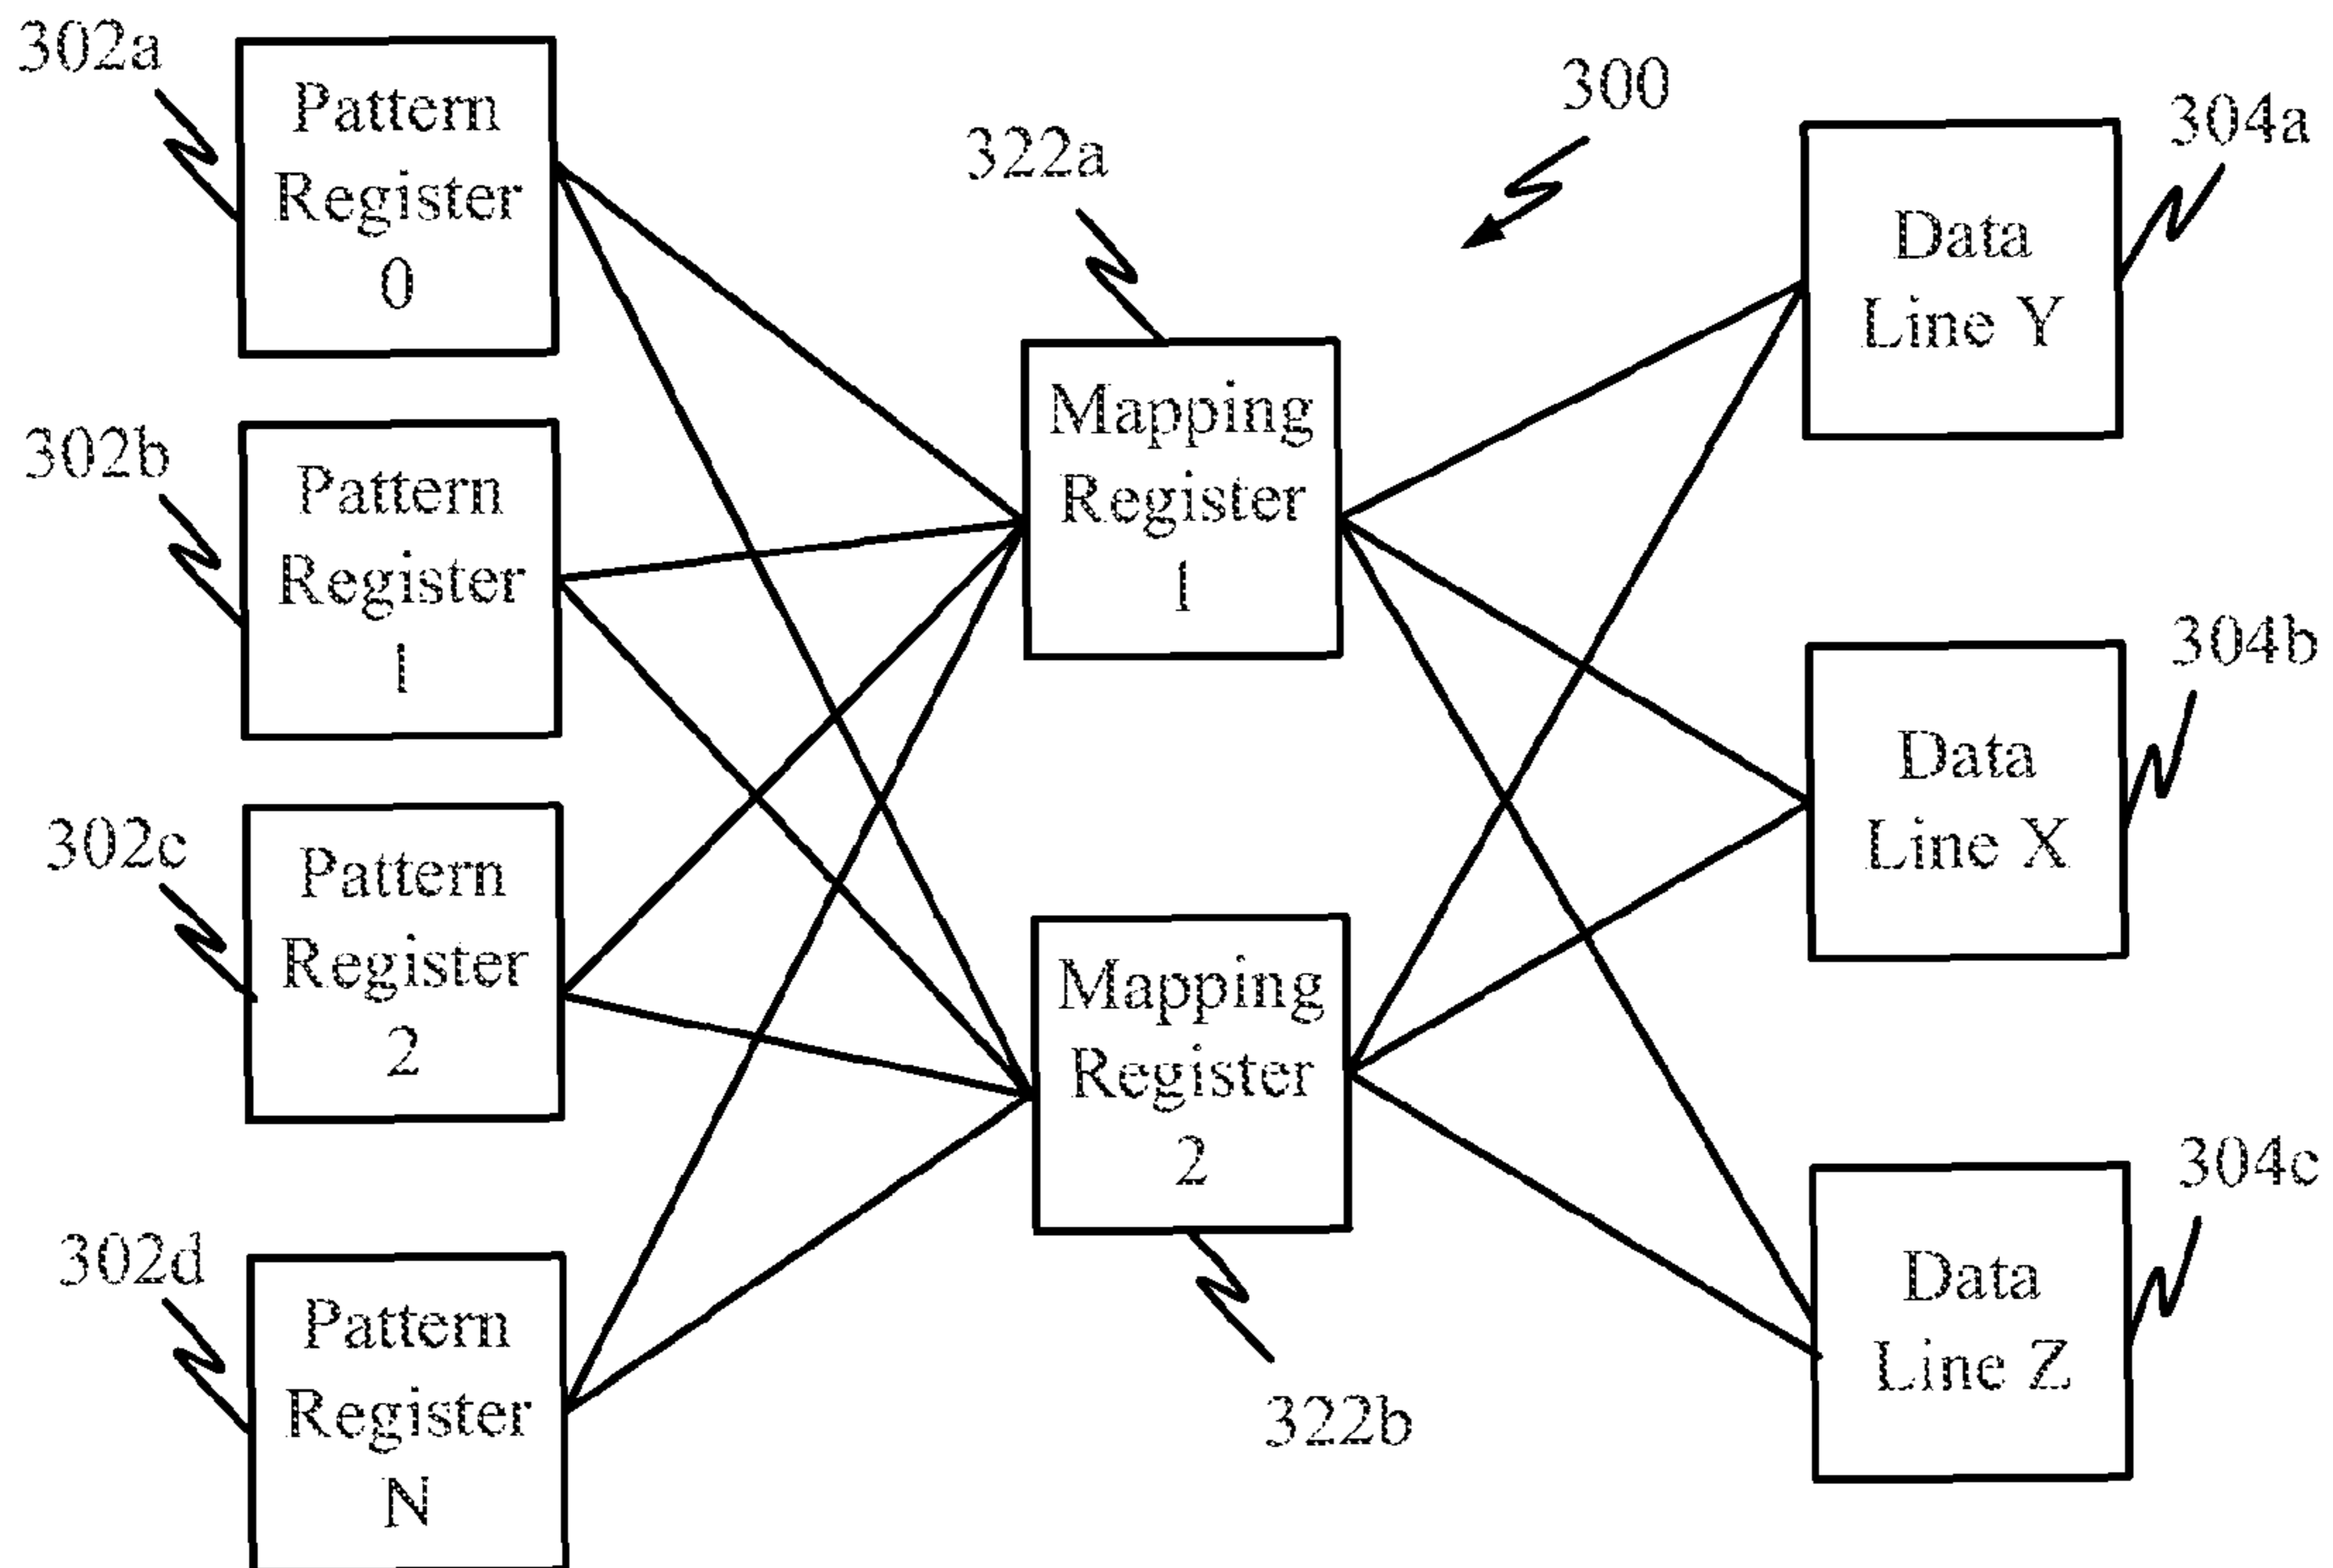 302a
Pattern
Register
0
302b
Pattern
Register
1
302c
Pattern
Register
2
302d
Pattern
Register
N
322a
Mapping
Register
1
Mapping
Register
2
322b
300
304a
Data
Line Y
304b
Data
Line X
304c
Data
Line Z